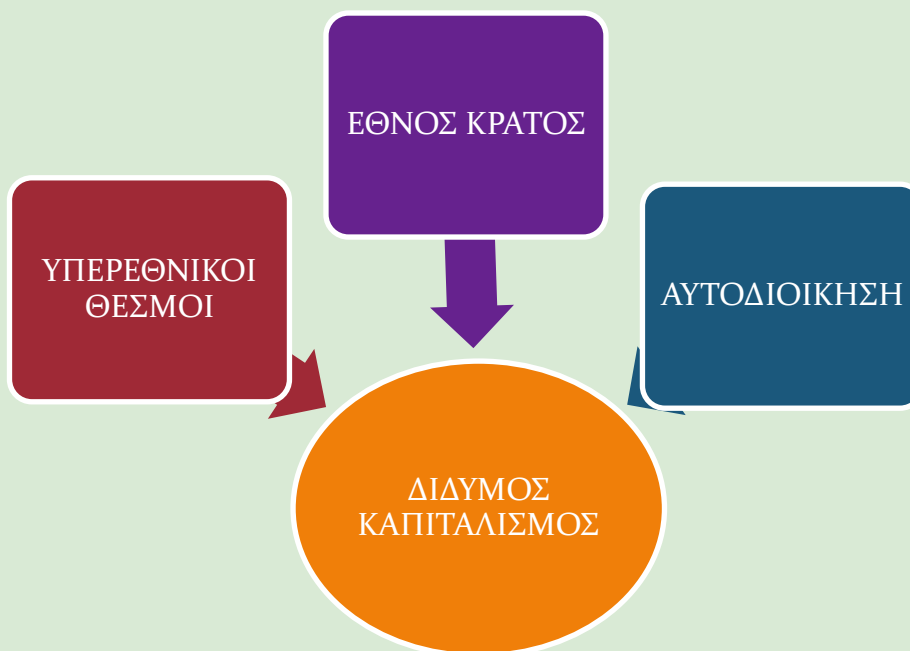 ΕΘΝΟΣ ΚΡΑΤΟΣ
ΥΠΕΡΕΘΝΙΚΟΙ
ΘΕΣΜΟΙ
ΑΥΤΟΔΙΟΙΚΗΣΗ
ΔΙΔΥΜΟΣ
ΚΑΠΙΤΑΛΙΣΜΟΣ